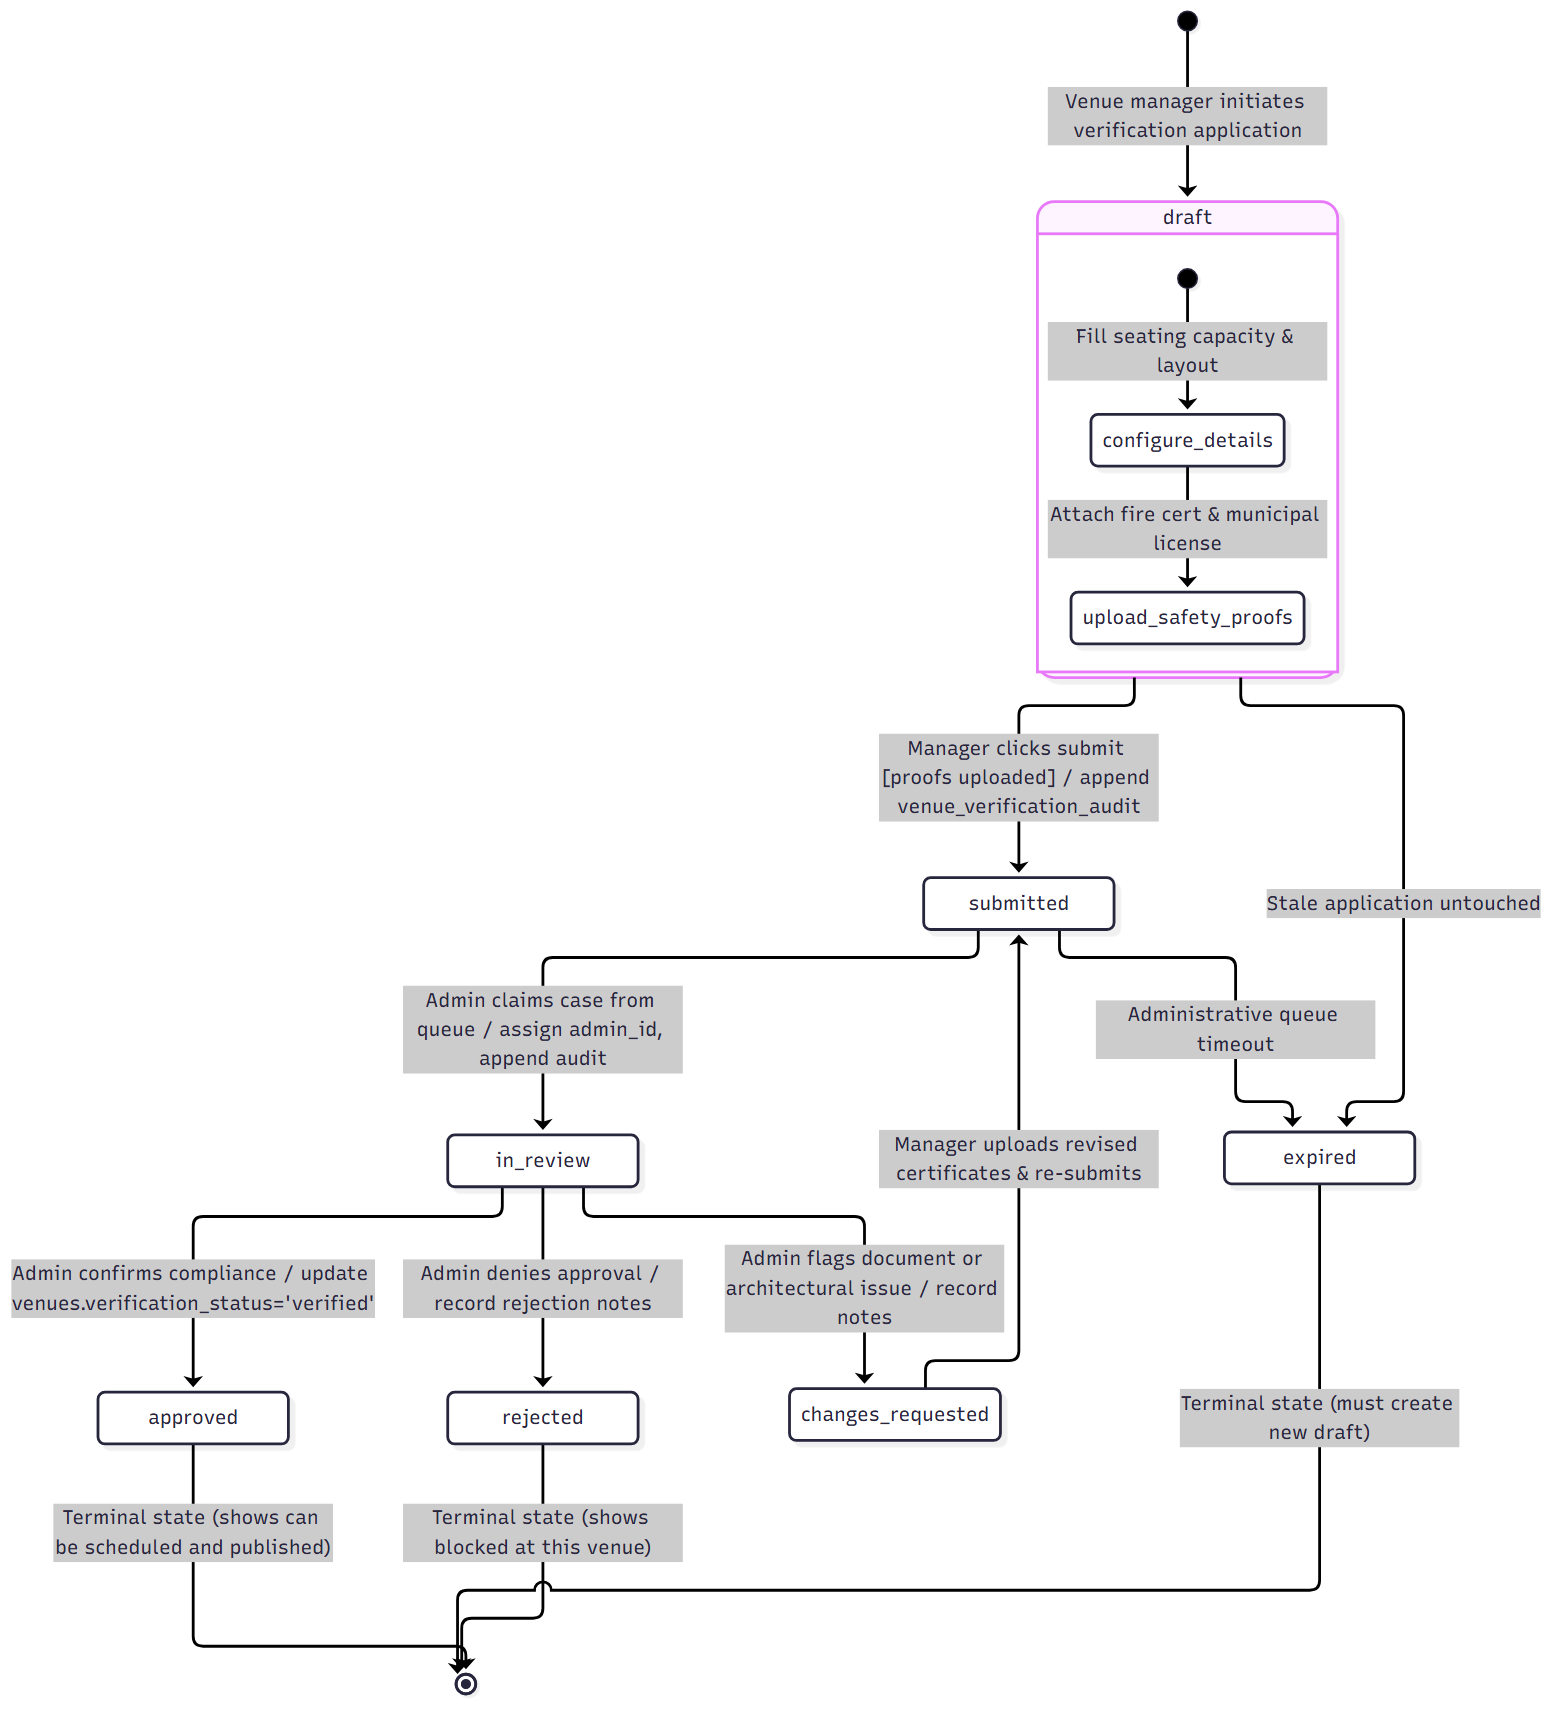 Venue manager initiates
verification application
draft
Fill seating capacity &
layout
configure_details
Attach fire cert & municipal
license
upload_safety_proofs
Manager clicks submit
[proofs uploaded] / append
venue_verification_audit
submitted
Stale application untouched
Admin claims case from
queue / assign admin_id,
append audit
Administrative queue
timeout
in_review
Manager uploads revised
certificates & re-submits
expired
Admin confirms compliance / update
venues.verification_status='verified'
Admin denies approval /
record rejection notes
Admin flags document or
architectural issue / record
notes
approved
rejected
changes_requested
Terminal state (must create
new draft)
Terminal state (shows can
be scheduled and published)
Terminal state (shows
blocked at this venue)